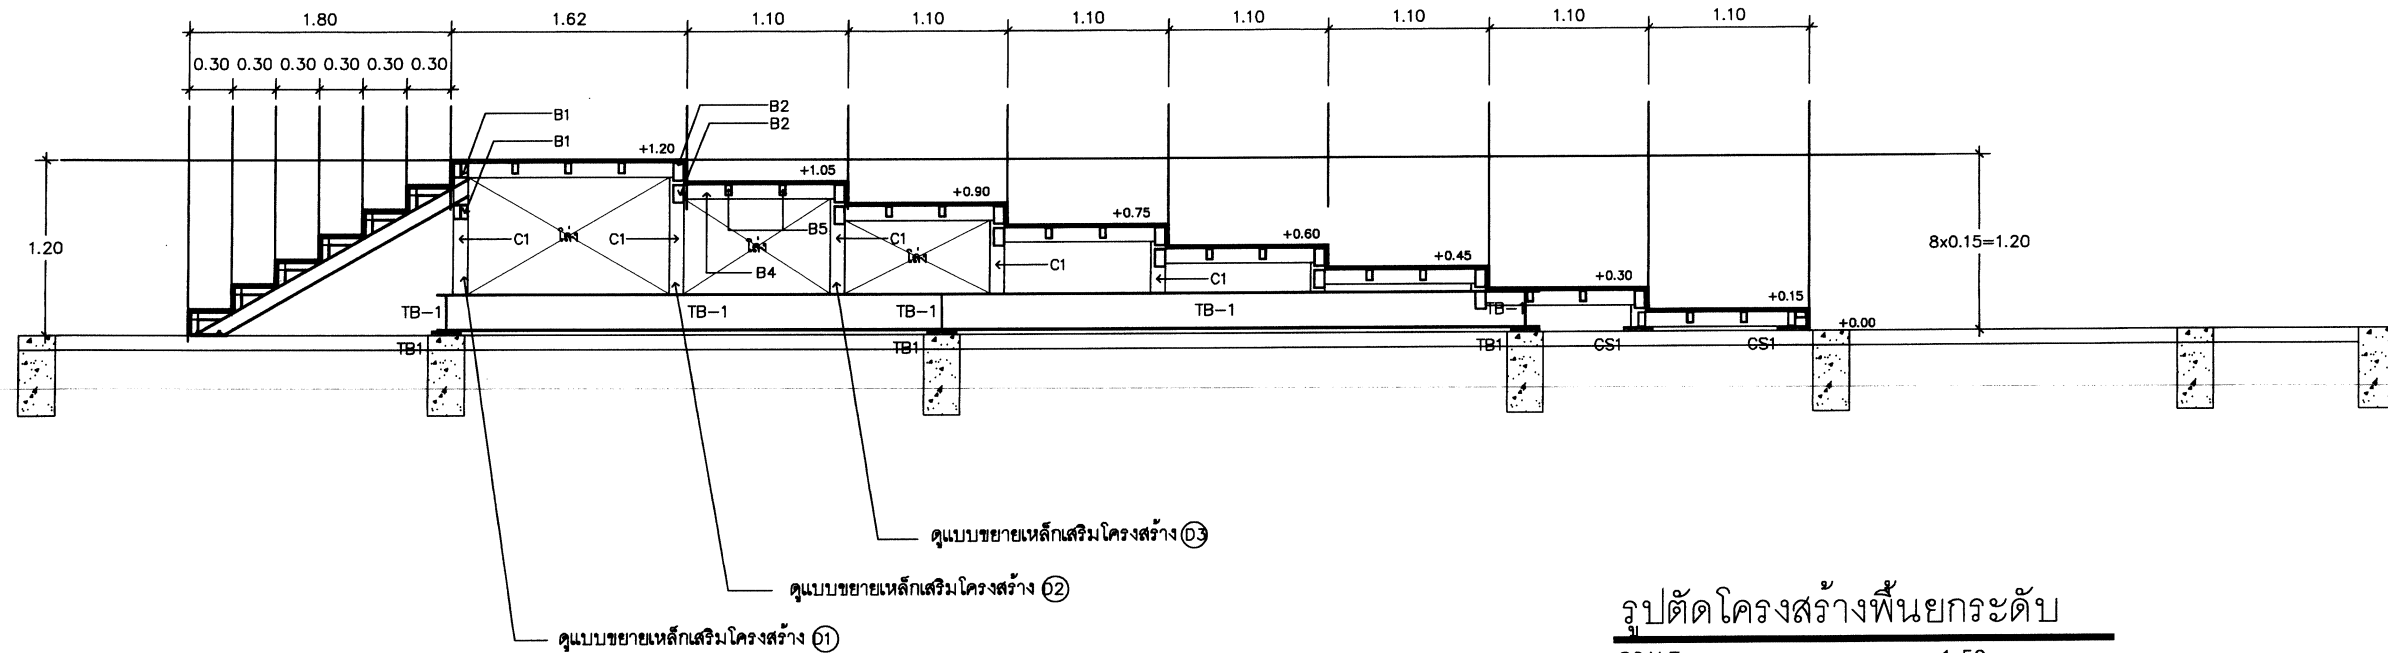 1.80 1.62 1.10 1.10 1.10 1.10 1.10 1.10 1.10
0.30 0.30 0.30 0.30 0.30 0.30
B1
B1
B2
B2
+1.20
+1.05
+0.90
+0.75
+0.60
+0.45
+0.30
+0.15
+0.00
1.20
8x0.15=1.20
C1 โล่ง C1 โล่ง B5 C1 โล่ง C1 C1
B4
TB-1 TB-1 TB-1 TB-1 TB-1
TB1 TB1 TB1 CS1 CS1
ดูแบบขยายเหล็กเสริมโครงสร้าง D3
ดูแบบขยายเหล็กเสริมโครงสร้าง D2
ดูแบบขยายเหล็กเสริมโครงสร้าง D1
รูปตัดโครงสร้างพื้นยกระดับ